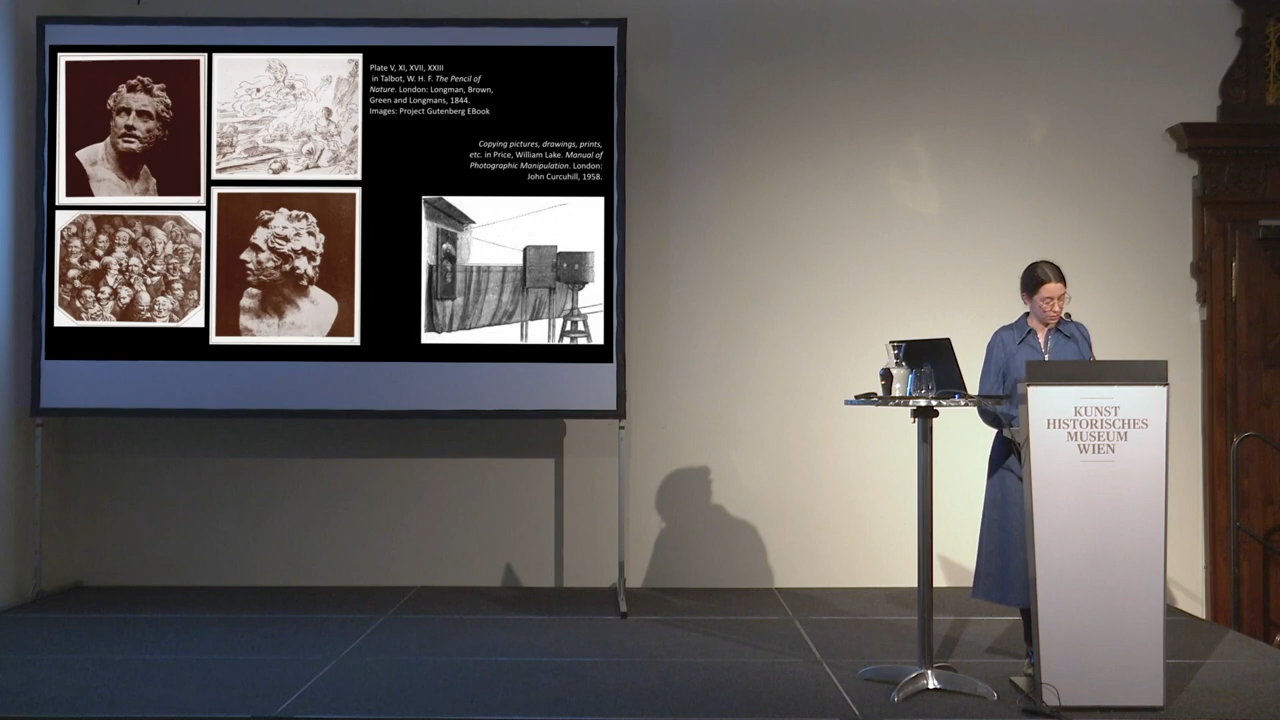 Plate V, XI, XVII, XXIII
in Talbot, W. H. F. The Pencil of
Nature. London: Longman, Brown,
Green and Longmans, 1844.
Images: Project Gutenberg EBook
Copying pictures, drawings, prints,
etc. in Price, William Lake. Manual of
Photographic Manipulation. London:
John Curcuhill, 1958.
KUNST
HISTORISCHES
MUSEUM
WIEN